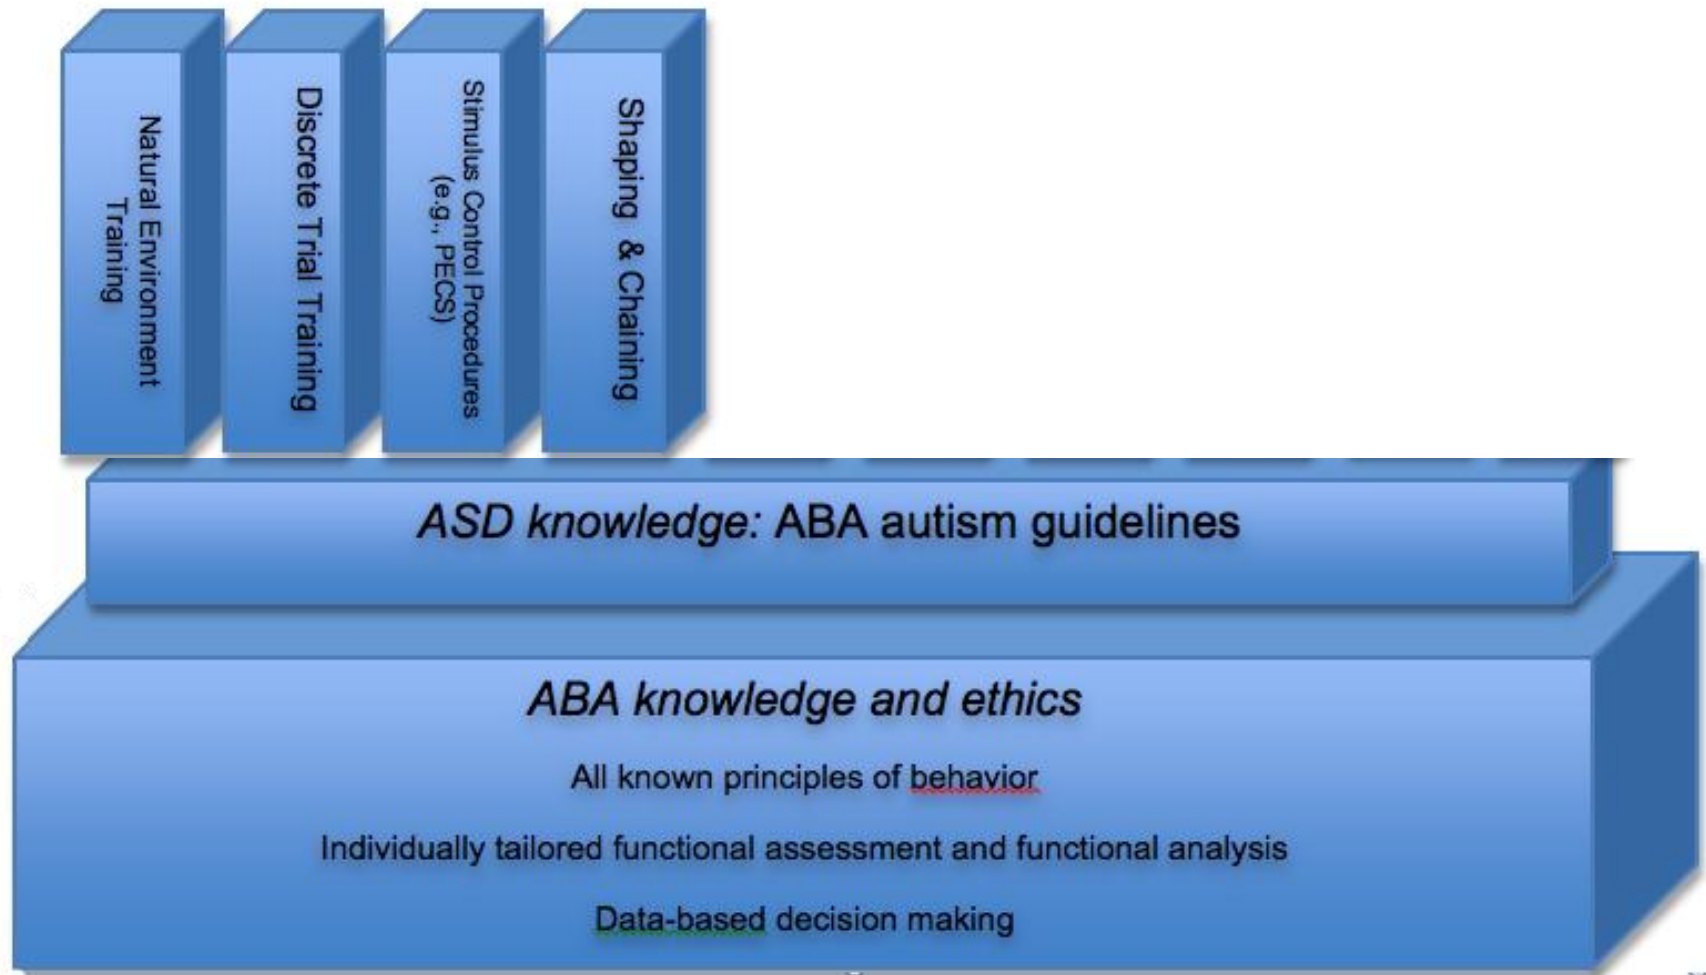 Natural Environment
Training
Discrete Trial Training
Stimulus Control Procedures
(e.g., PECS)
Shaping & Chaining
ASD knowledge: ABA autism guidelines
ABA knowledge and ethics
All known principles of behavior
Individually tailored functional assessment and functional analysis
Data-based decision making